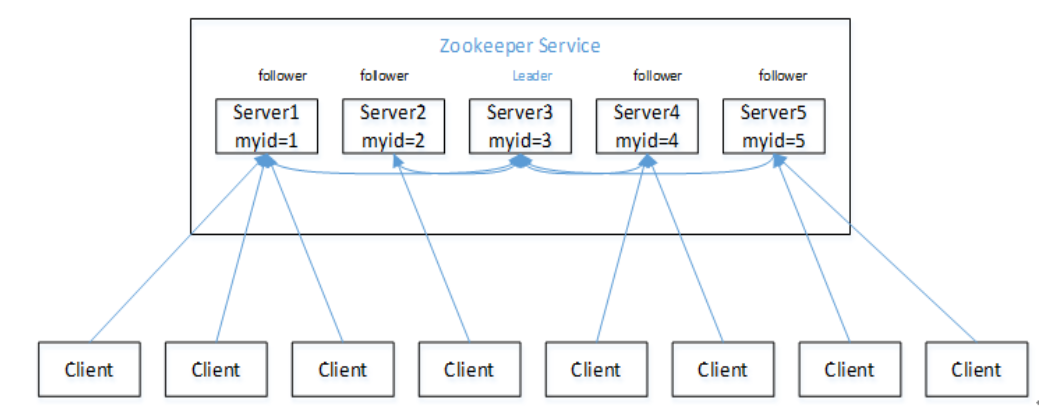 Zookeeper Service
follower follower Leader follower follower
Server1 Server2 Server3 Server4 Server5
myid=1 myid=2 myid=3 myid=4 myid=5
Client Client Client Client Client Client Client Client